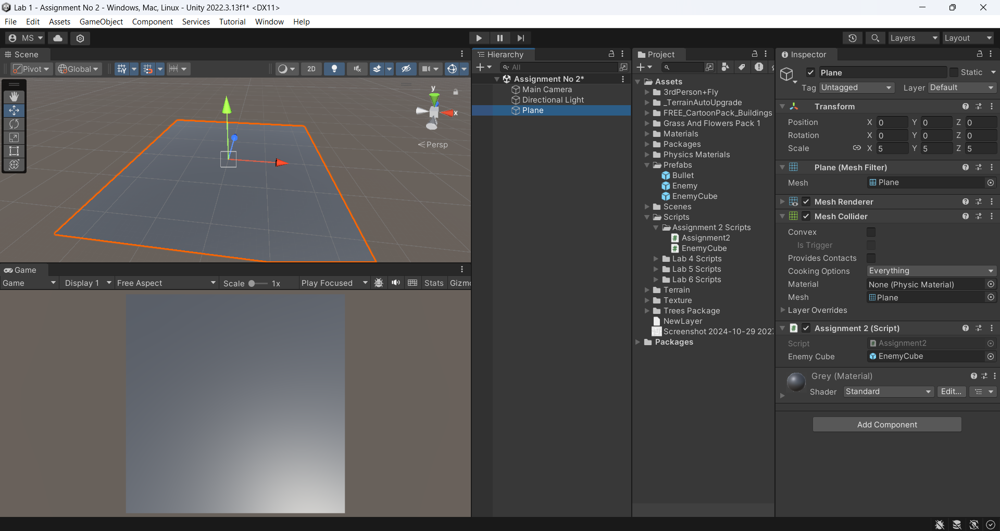 Lab 1 - Assignment No 2 - Windows, Mac, Linux - Unity 2022.3.13f1* <DX11>
File Edit Assets GameObject Component Services Tutorial Window Help
MS
Layers
Layout
Scene
Pivot
Global
2D
y
x
Persp
Game
Game
Display 1
Free Aspect
Scale
1x
Play Focused
Stats
Gizmo
Hierarchy
All
Assignment No 2*
Main Camera
Directional Light
Plane
Project
Assets
3rdPerson+Fly
_TerrainAutoUpgrade
FREE_CartoonPack_Buildings
Grass And Flowers Pack 1
Materials
Packages
Physics Materials
Prefabs
Bullet
Enemy
EnemyCube
Scenes
Scripts
Assignment 2 Scripts
Assignment2
EnemyCube
Lab 4 Scripts
Lab 5 Scripts
Lab 6 Scripts
Terrain
Texture
Trees Package
NewLayer
Screenshot 2024-10-29 202
Packages
Inspector
Plane
Static
Tag Untagged
Layer Default
Transform
Position X 0 Y 0 Z 0
Rotation X 0 Y 0 Z 0
Scale X 5 Y 5 Z 5
Plane (Mesh Filter)
Mesh Plane
Mesh Renderer
Mesh Collider
Convex
Is Trigger
Provides Contacts
Cooking Options Everything
Material None (Physic Material)
Mesh Plane
Layer Overrides
Assignment 2 (Script)
Script Assignment2
Enemy Cube EnemyCube
Grey (Material)
Shader Standard Edit...
Add Component